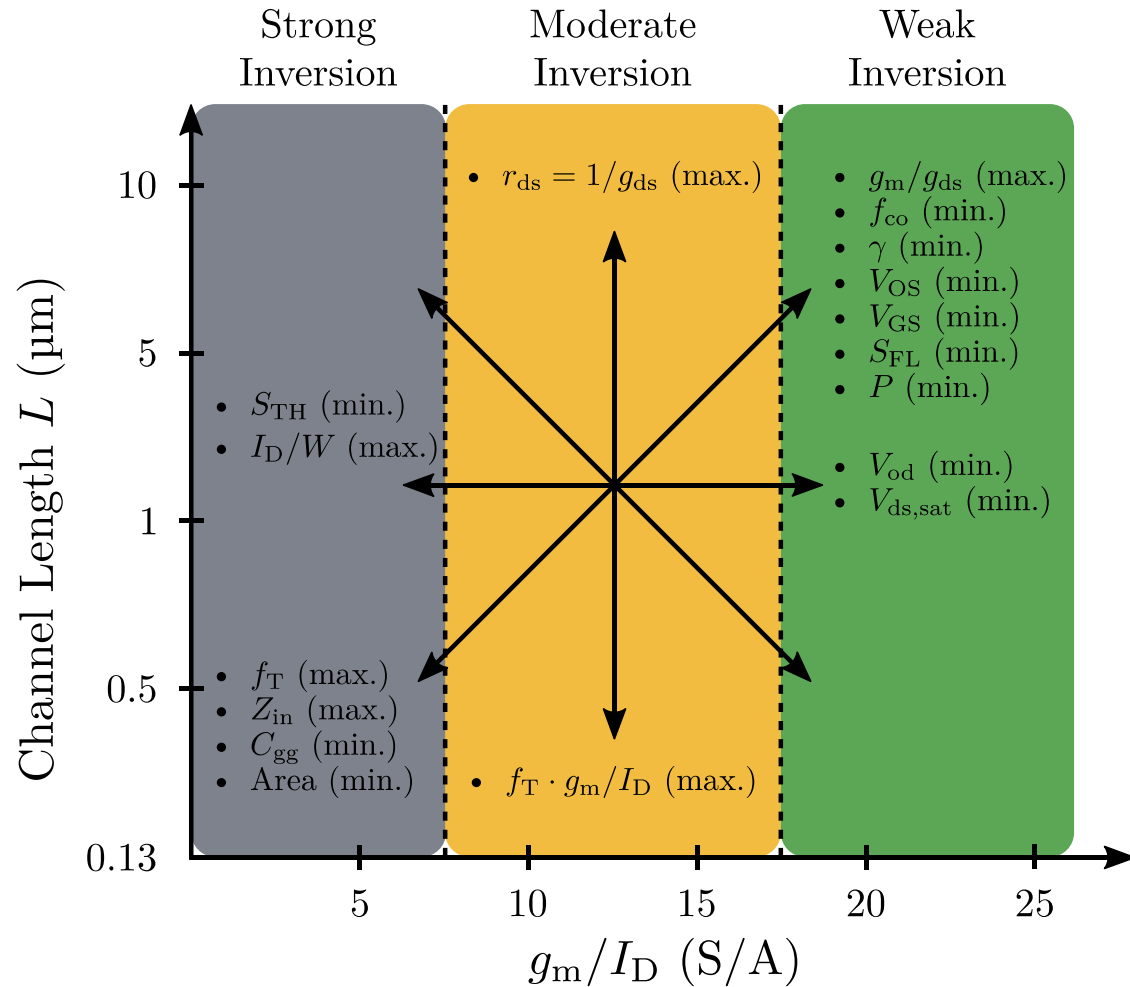 Strong
Inversion
Moderate
Inversion
Weak
Inversion
Channel Length L (µm)
10
5
1
0.5
0.13
• S_TH (min.)
• I_D/W (max.)
• f_T (max.)
• Z_in (max.)
• C_gg (min.)
• Area (min.)
• r_ds = 1/g_ds (max.)
• f_T · g_m/I_D (max.)
• g_m/g_ds (max.)
• f_co (min.)
• γ (min.)
• V_OS (min.)
• V_GS (min.)
• S_FL (min.)
• P (min.)
• V_od (min.)
• V_ds,sat (min.)
5
10
15
20
25
g_m/I_D (S/A)